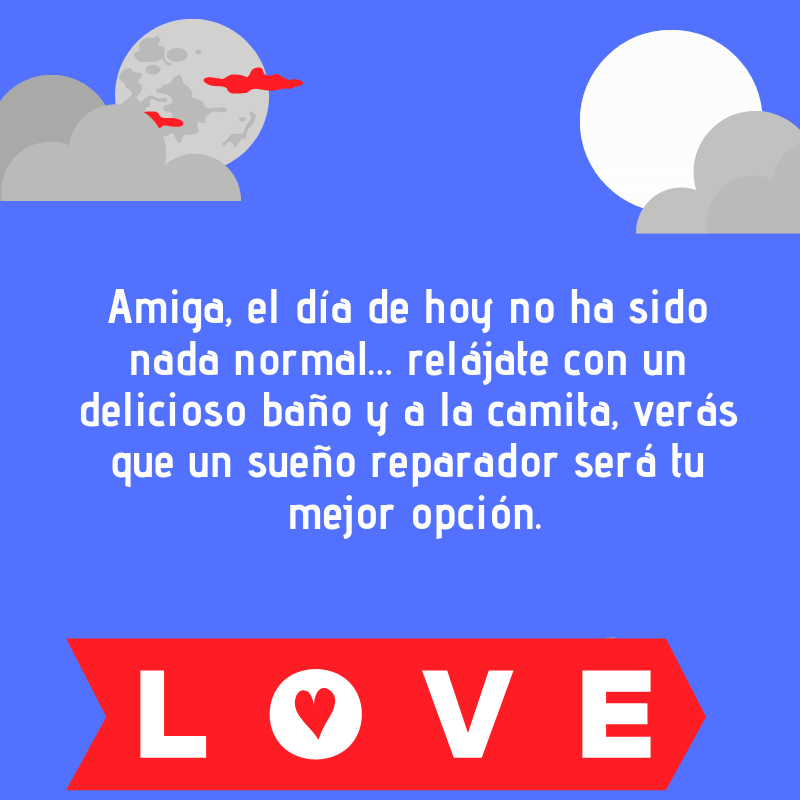 Amiga, el día de hoy no ha sido
nada normal... relájate con un
delicioso baño y a la camita, verás
que un sueño reparador será tu
mejor opción.
LOVE